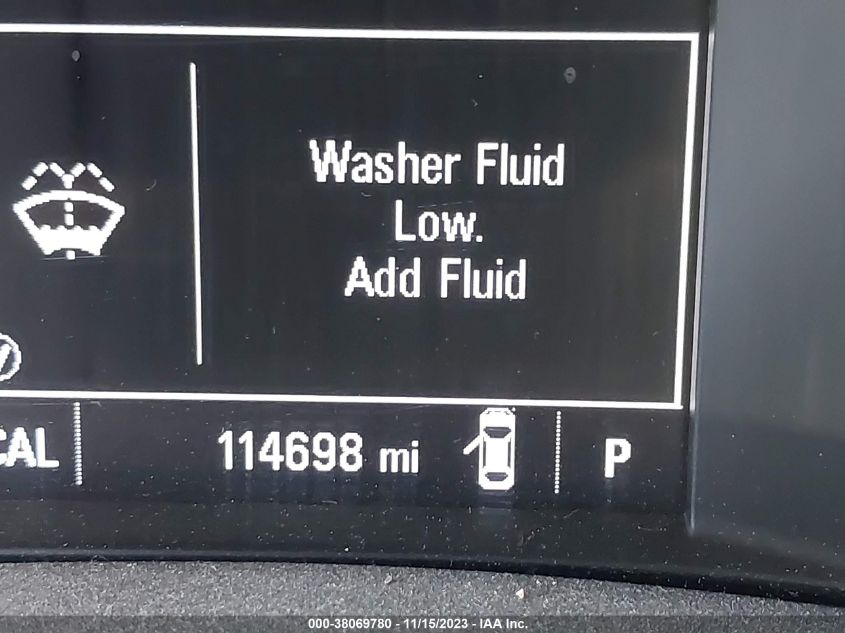 Washer Fluid
Low.
Add Fluid
CAL
114698 mi
P
000-38069780 - 11/15/2023 - IAA Inc.